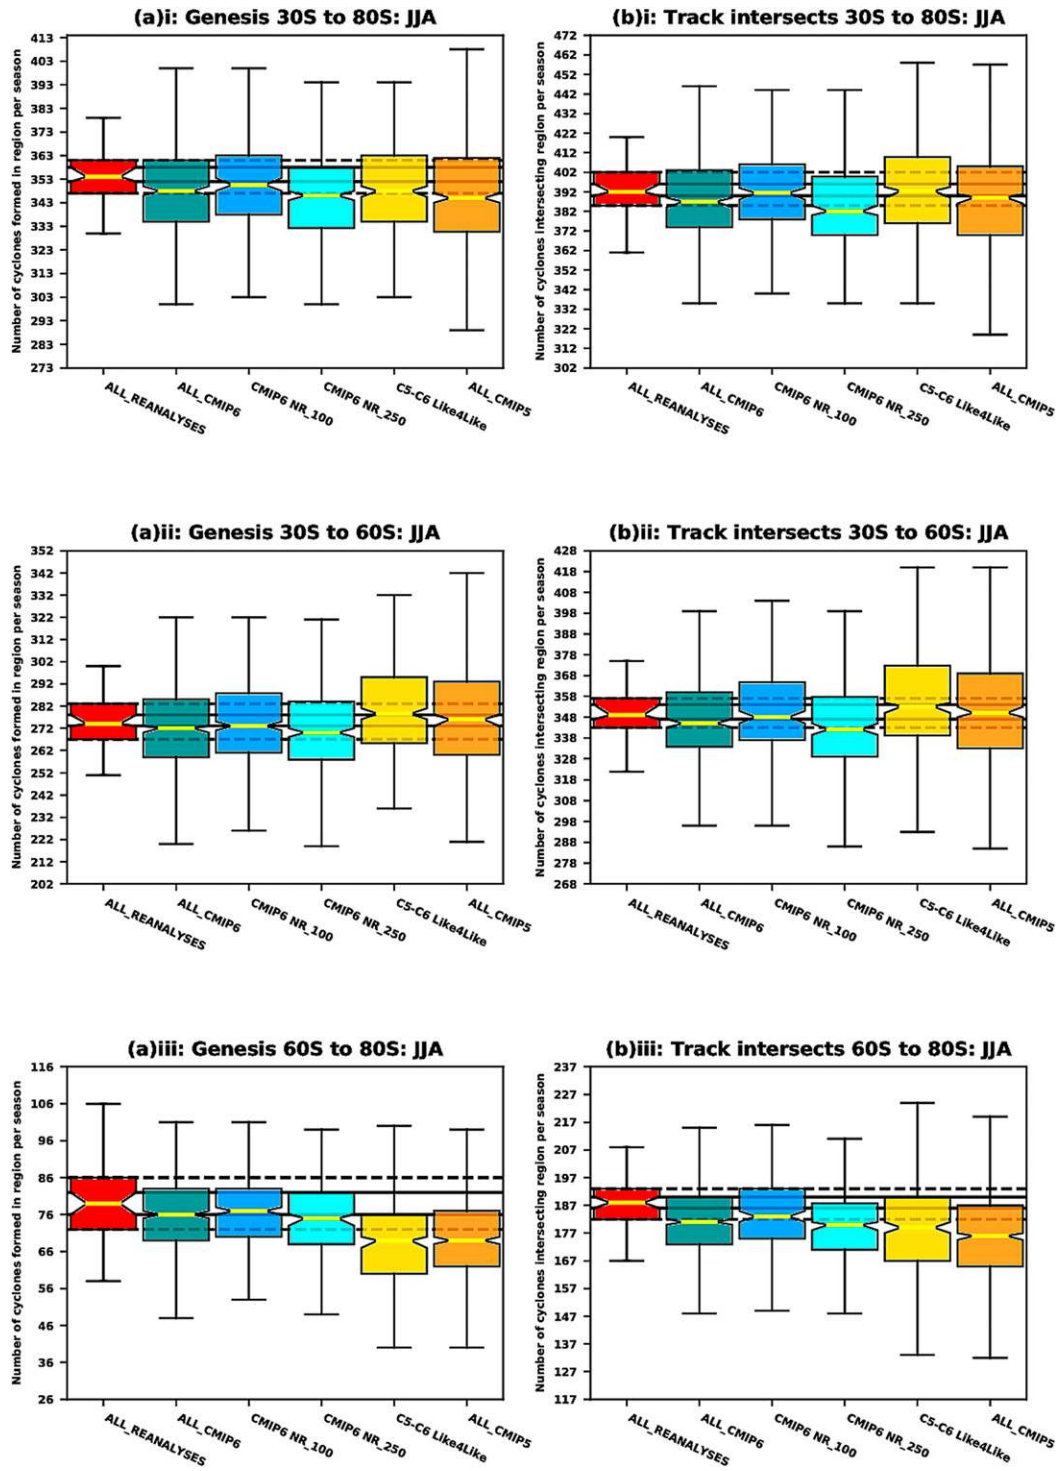 (a)i: Genesis 30S to 80S: JJA
Number of cyclones formed in region per season
413
403
393
383
373
363
353
343
333
323
313
303
293
283
273
ALL_REANALYSES
ALL_CMIP6
CMIP6 NR_100
CMIP6 NR_250
C5-C6 Like4Like
ALL_CMIP5
(b)i: Track intersects 30S to 80S: JJA
Number of cyclones intersecting region per season
472
462
452
442
432
422
412
402
392
382
372
362
352
342
332
322
312
302
ALL_REANALYSES
ALL_CMIP6
CMIP6 NR_100
CMIP6 NR_250
C5-C6 Like4Like
ALL_CMIP5
(a)ii: Genesis 30S to 60S: JJA
Number of cyclones formed in region per season
352
342
332
322
312
302
292
282
272
262
252
242
232
222
212
202
ALL_REANALYSES
ALL_CMIP6
CMIP6 NR_100
CMIP6 NR_250
C5-C6 Like4Like
ALL_CMIP5
(b)ii: Track intersects 30S to 60S: JJA
Number of cyclones intersecting region per season
428
418
408
398
388
378
368
358
348
338
328
318
308
298
288
278
268
ALL_REANALYSES
ALL_CMIP6
CMIP6 NR_100
CMIP6 NR_250
C5-C6 Like4Like
ALL_CMIP5
(a)iii: Genesis 60S to 80S: JJA
Number of cyclones formed in region per season
116
106
96
86
76
66
56
46
36
26
ALL_REANALYSES
ALL_CMIP6
CMIP6 NR_100
CMIP6 NR_250
C5-C6 Like4Like
ALL_CMIP5
(b)iii: Track intersects 60S to 80S: JJA
Number of cyclones intersecting region per season
237
227
217
207
197
187
177
167
157
147
137
127
117
ALL_REANALYSES
ALL_CMIP6
CMIP6 NR_100
CMIP6 NR_250
C5-C6 Like4Like
ALL_CMIP5